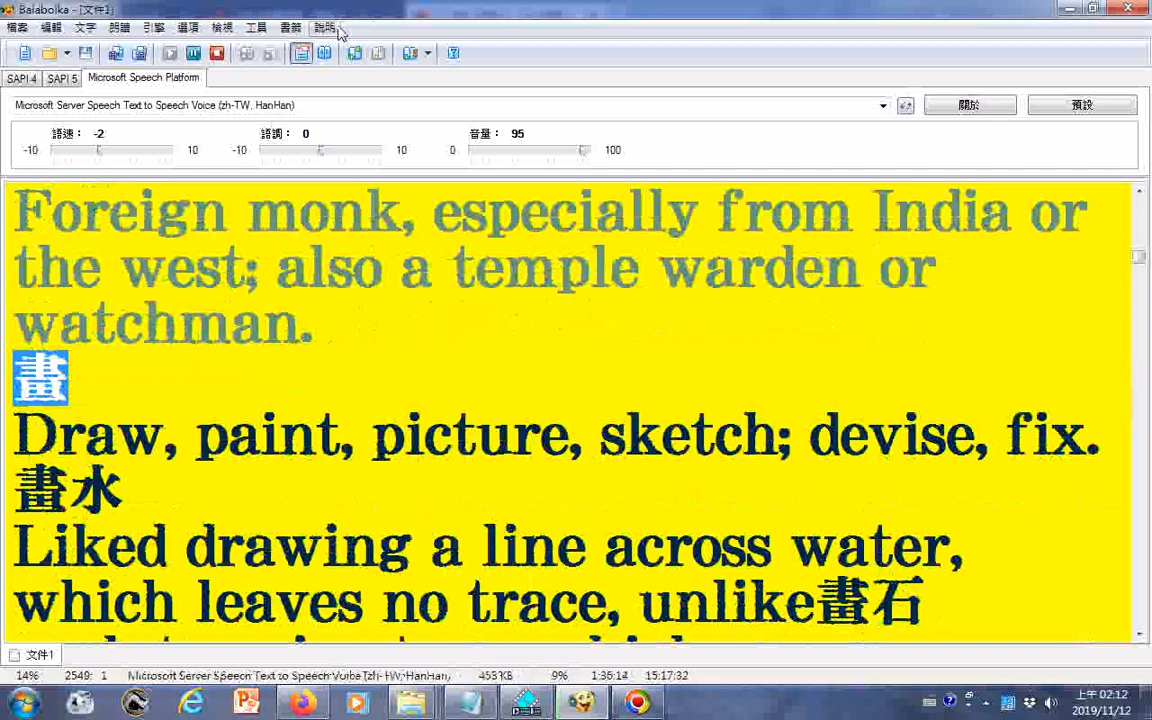 Balabolka - [文件1]
檔案 編輯 文字 朗讀 引擎 選項 檢視 工具 書籤 說明
SAPI 4 SAPI 5 Microsoft Speech Platform
Microsoft Server Speech Text to Speech Voice (zh-TW, HanHan) 關於 預設
語速： -2 語調： 0 音量： 95
-10 10 -10 10 0 100
Foreign monk, especially from India or
the west; also a temple warden or
watchman.
畫
Draw, paint, picture, sketch; devise, fix.
畫水
Liked drawing a line across water,
which leaves no trace, unlike畫石
文件1
14% 2549: 1 Microsoft Server Speech Text to Speech Voice (zh-TW, HanHan) 453 KB 9% 1:36:14 15:17:32
上午 02:12
2019/11/12